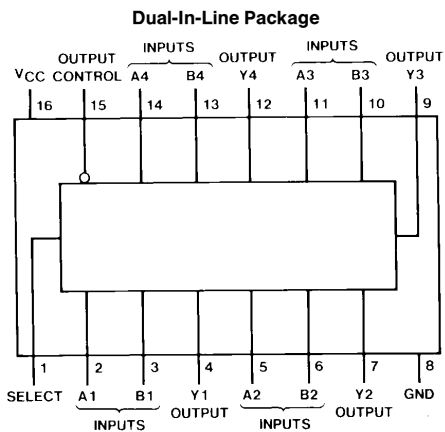 Dual-In-Line Package
INPUTS
INPUTS
OUTPUT
OUTPUT
OUTPUT
VCC
CONTROL
A4
B4
Y4
A3
B3
Y3
16
15
14
13
12
11
10
9
1
2
3
4
5
6
7
8
SELECT
A1
B1
Y1
A2
B2
Y2
GND
INPUTS
OUTPUT
INPUTS
OUTPUT